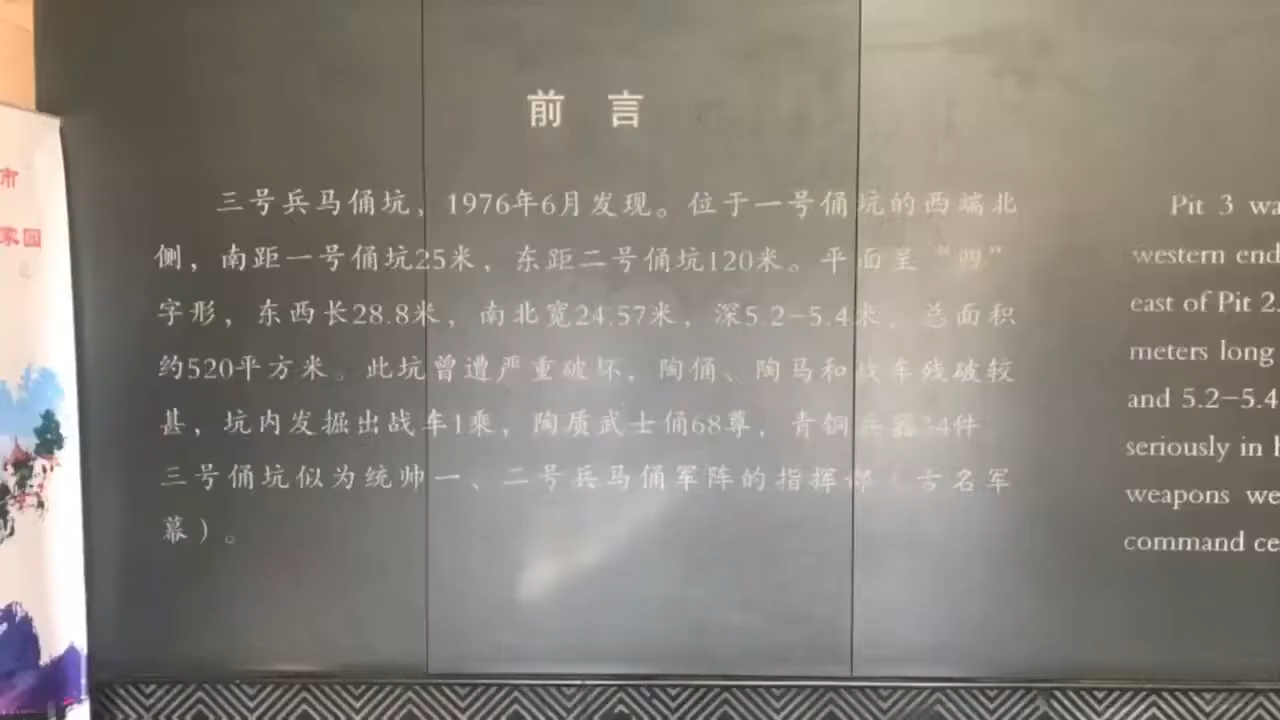 前言
三号兵马俑坑，1976年6月发现。位于一号俑坑的西端北
侧，南距一号俑坑25米，东距二号俑坑120米。平面呈“凹”
字形，东西长28.8米，南北宽24.57米，深5.2-5.4米，总面积
约520平方米。此坑曾遭严重破坏，陶俑、陶马和战车残破较
甚，坑内发掘出战车1乘，陶质武士俑68尊，青铜兵器34件
三号俑坑似为统帅一、二号兵马俑军阵的指挥部（古名军
幕）。
Pit 3 wa
western end
east of Pit 2,
meters long
and 5.2-5.4
seriously in h
weapons we
command ce
市
家园